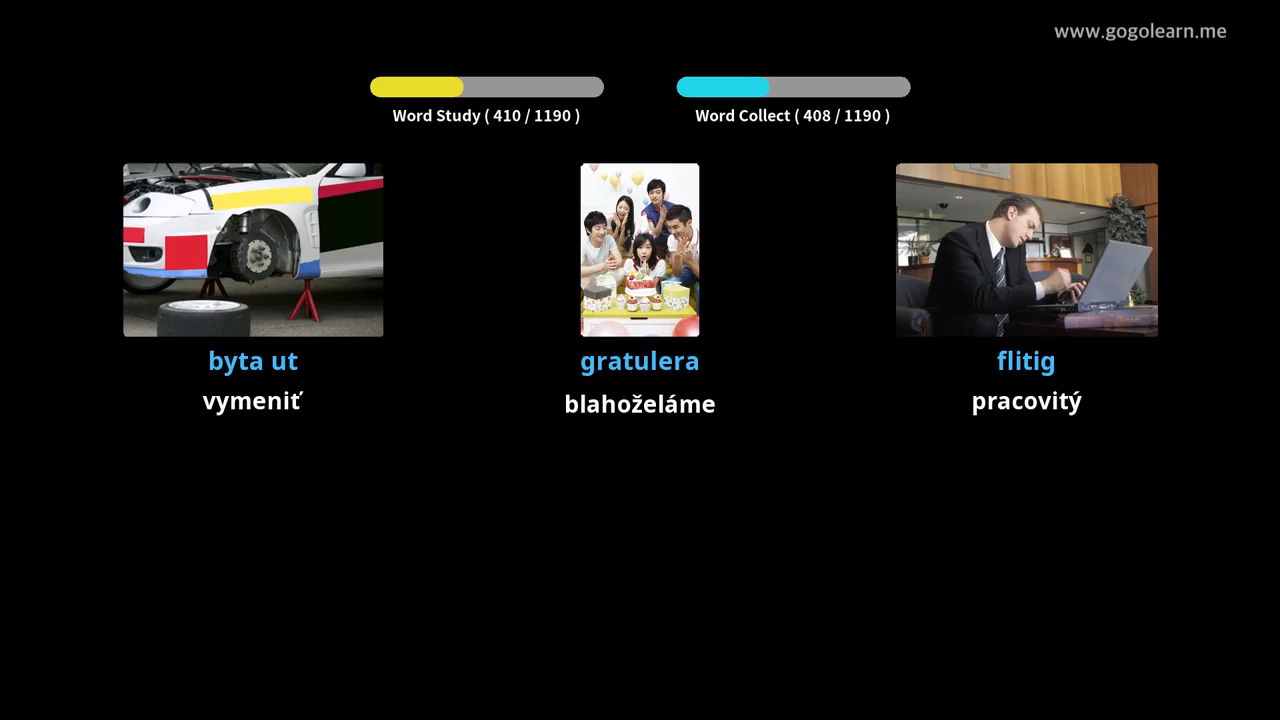 www.gogolearn.me
Word Study ( 410 / 1190 )
Word Collect ( 408 / 1190 )
byta ut
vymeniť
gratulera
blahoželáme
flitig
pracovitý